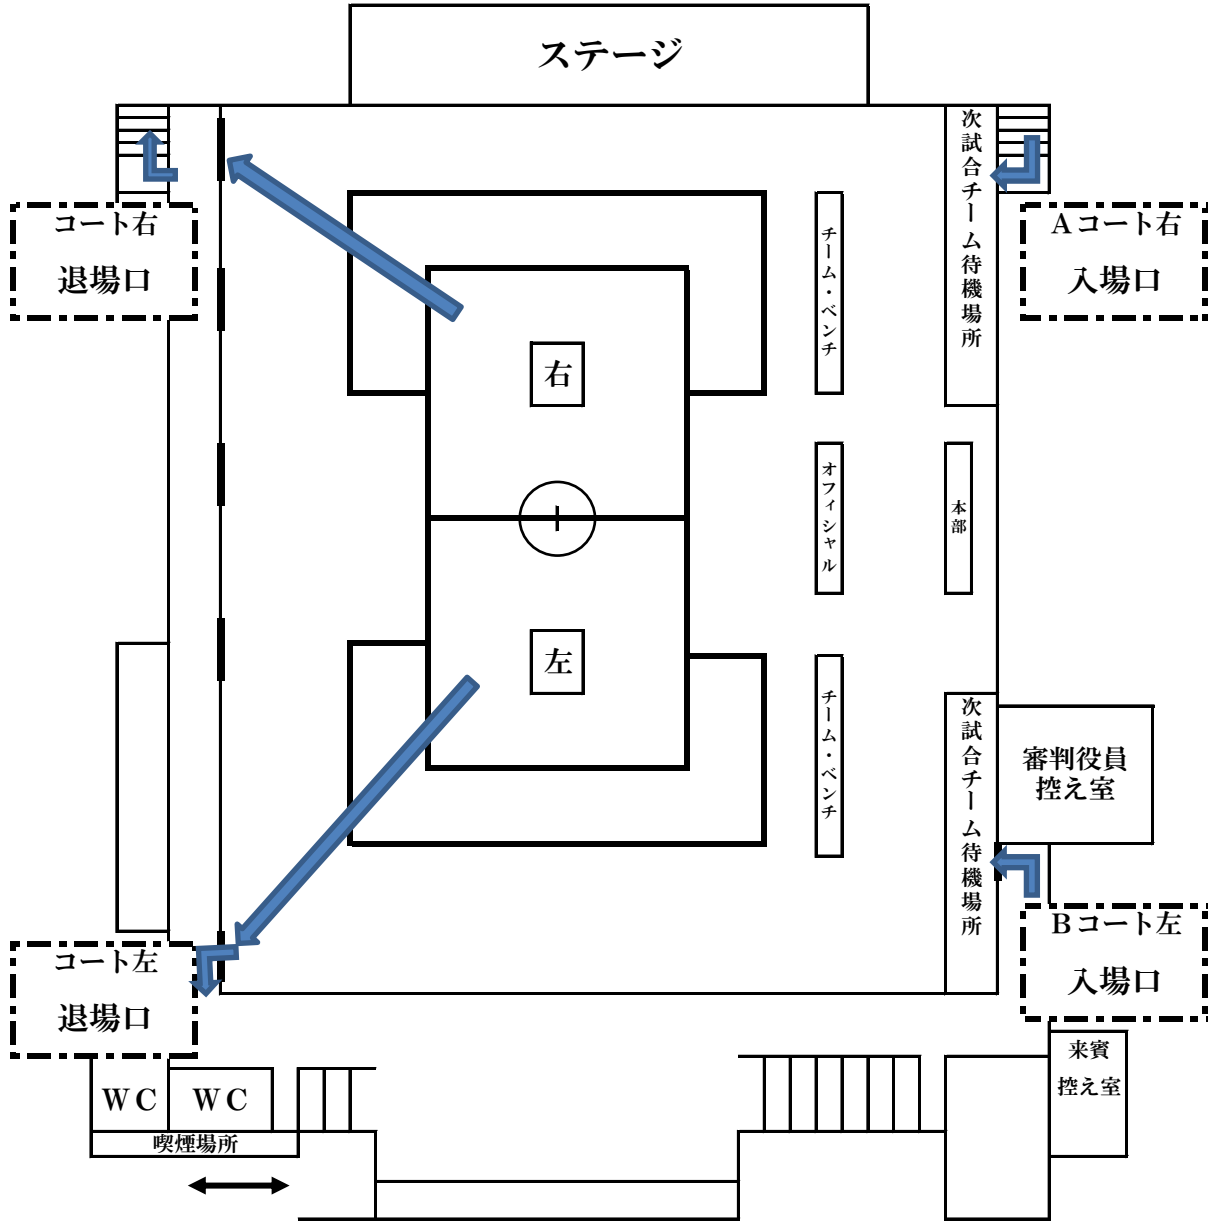 ステージ
次試合チーム待機場所
コート右
退場口
Aコート右
入場口
チーム・ベンチ
右
オフィシャル
本部
左
チーム・ベンチ
次試合チーム待機場所
審判役員
控え室
コート左
退場口
Bコート左
入場口
来賓
控え室
WC
WC
喫煙場所